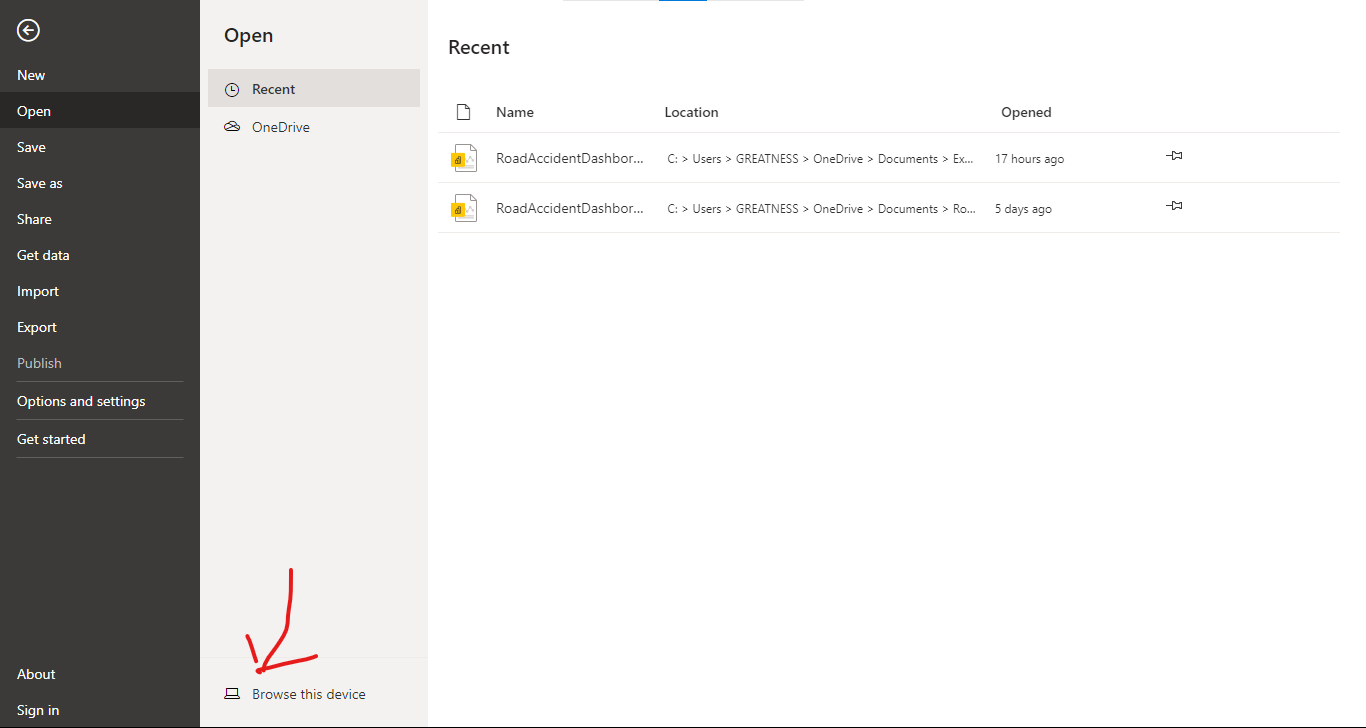 New
Open
Save
Save as
Share
Get data
Import
Export
Publish
Options and settings
Get started
About
Sign in
Open
Recent
OneDrive
Browse this device
Recent
Name Location Opened
RoadAccidentDashbor... C: > Users > GREATNESS > OneDrive > Documents > Ex... 17 hours ago
RoadAccidentDashbor... C: > Users > GREATNESS > OneDrive > Documents > Ro... 5 days ago